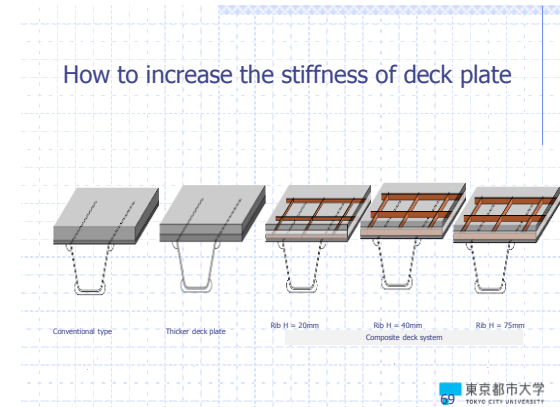 How to increase the stiffness of deck plate
Conventional type
Thicker deck plate
Rib H = 20mm
Rib H = 40mm
Rib H = 75mm
Composite deck system
69
東京都市大学
TOKYO CITY UNIVERSITY